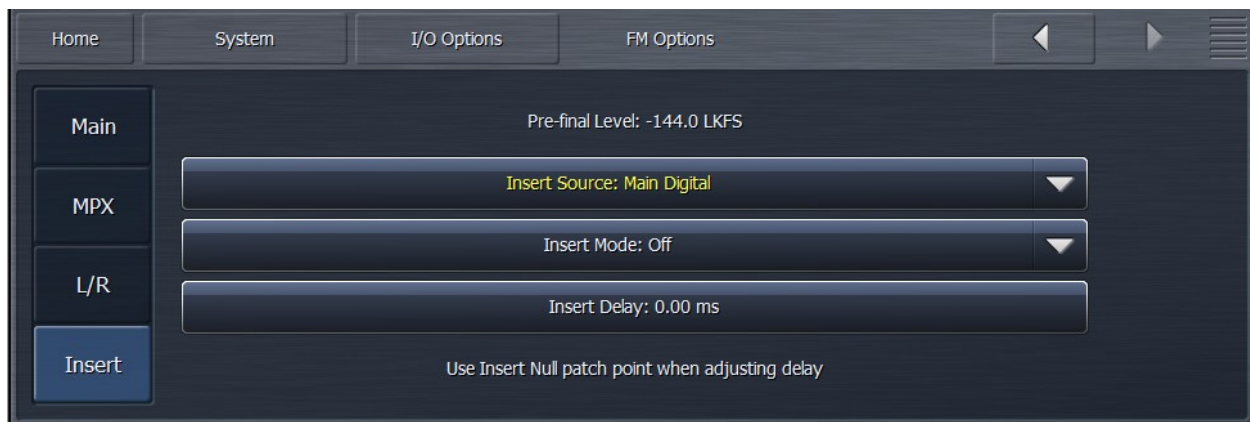 Home System I/O Options FM Options
Main
MPX
L/R
Insert
Pre-final Level: -144.0 LKFS
Insert Source: Main Digital
Insert Mode: Off
Insert Delay: 0.00 ms
Use Insert Null patch point when adjusting delay